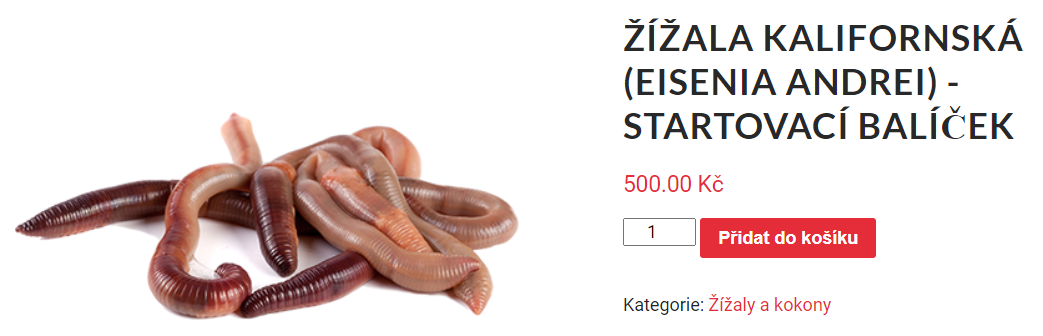 ŽÍŽALA KALIFORNSKÁ
(EISENIA ANDREI) -
STARTOVACÍ BALÍČEK
500.00 Kč
1
Přidat do košíku
Kategorie: Žížaly a kokony